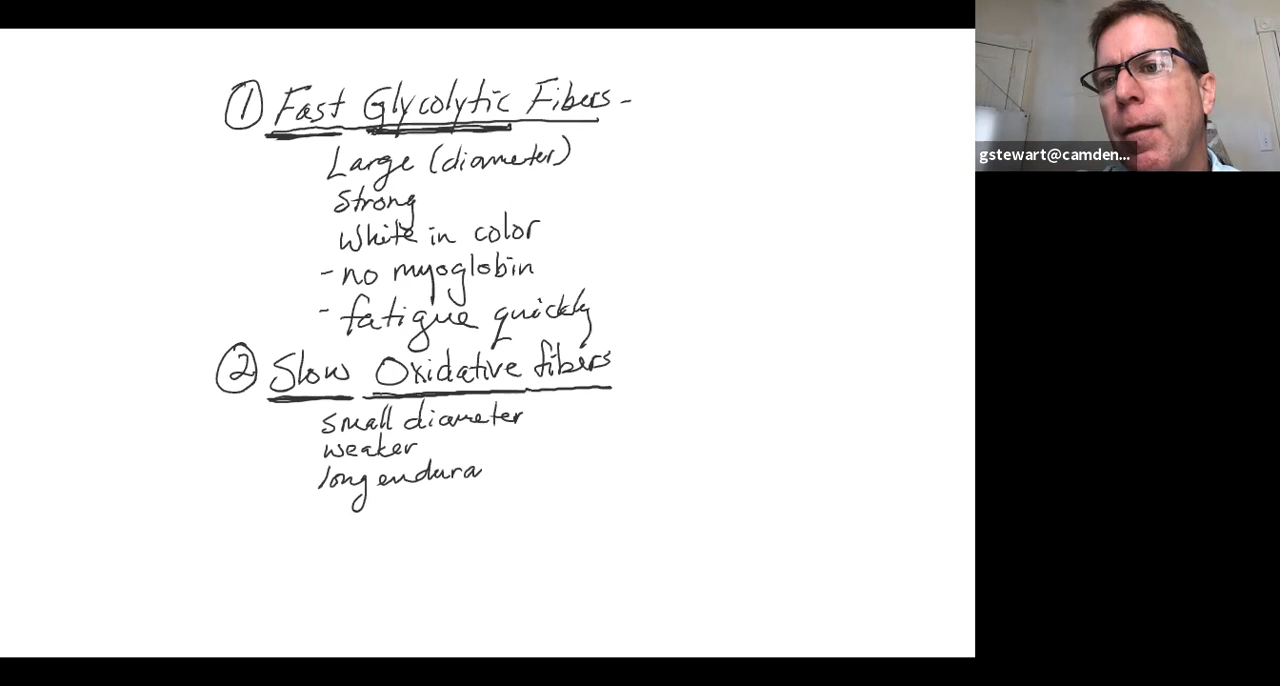 ① Fast Glycolytic Fibers -
Large (diameter)
Strong
White in color
- no myoglobin
- fatigue quickly
② Slow Oxidative fibers
small diameter
weaker
long endura
gstewart@camden...